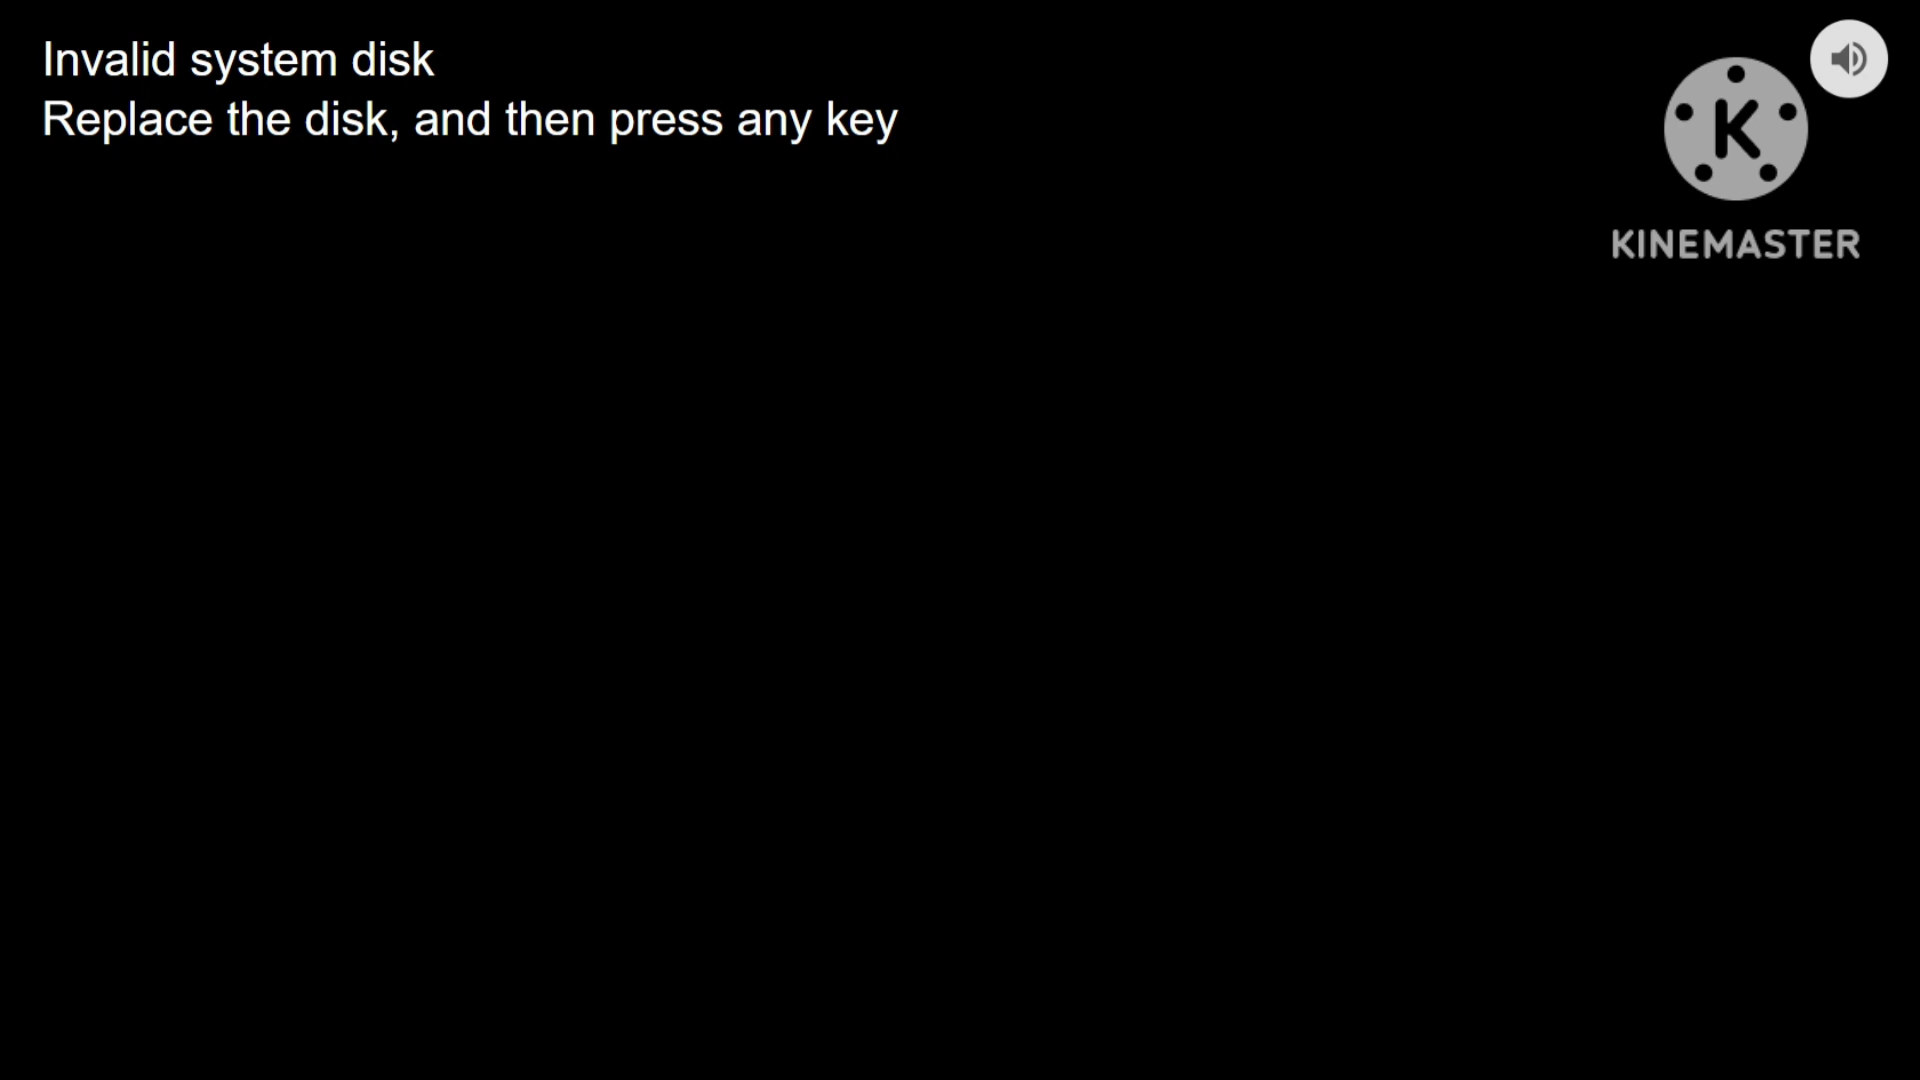 Invalid system disk
Replace the disk, and then press any key
K
KINEMASTER